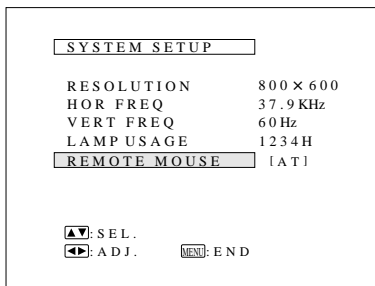 SYSTEM SETUP
RESOLUTION 800×600
HOR FREQ 37.9KHz
VERT FREQ 60Hz
LAMP USAGE 1234H
REMOTE MOUSE [AT]
▲▼:SEL.
◀▶:ADJ. MENU:END